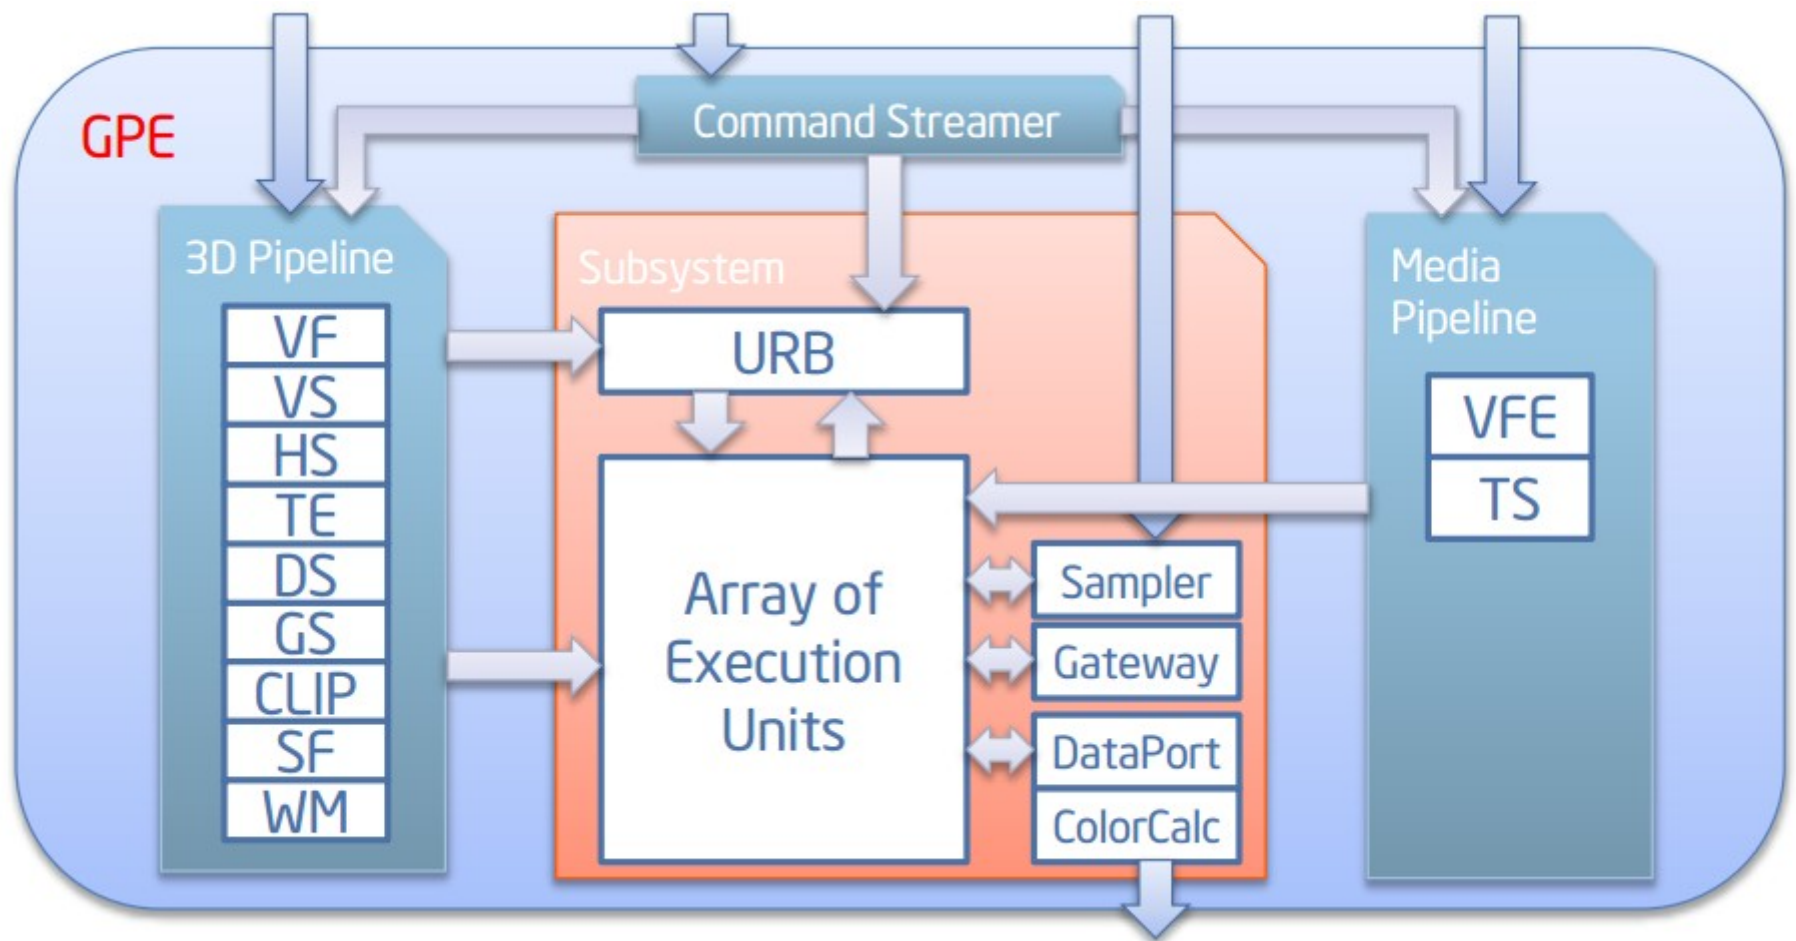 GPE
Command Streamer
3D Pipeline
VF
VS
HS
TE
DS
GS
CLIP
SF
WM
Subsystem
URB
Array of
Execution
Units
Sampler
Gateway
DataPort
ColorCalc
Media
Pipeline
VFE
TS